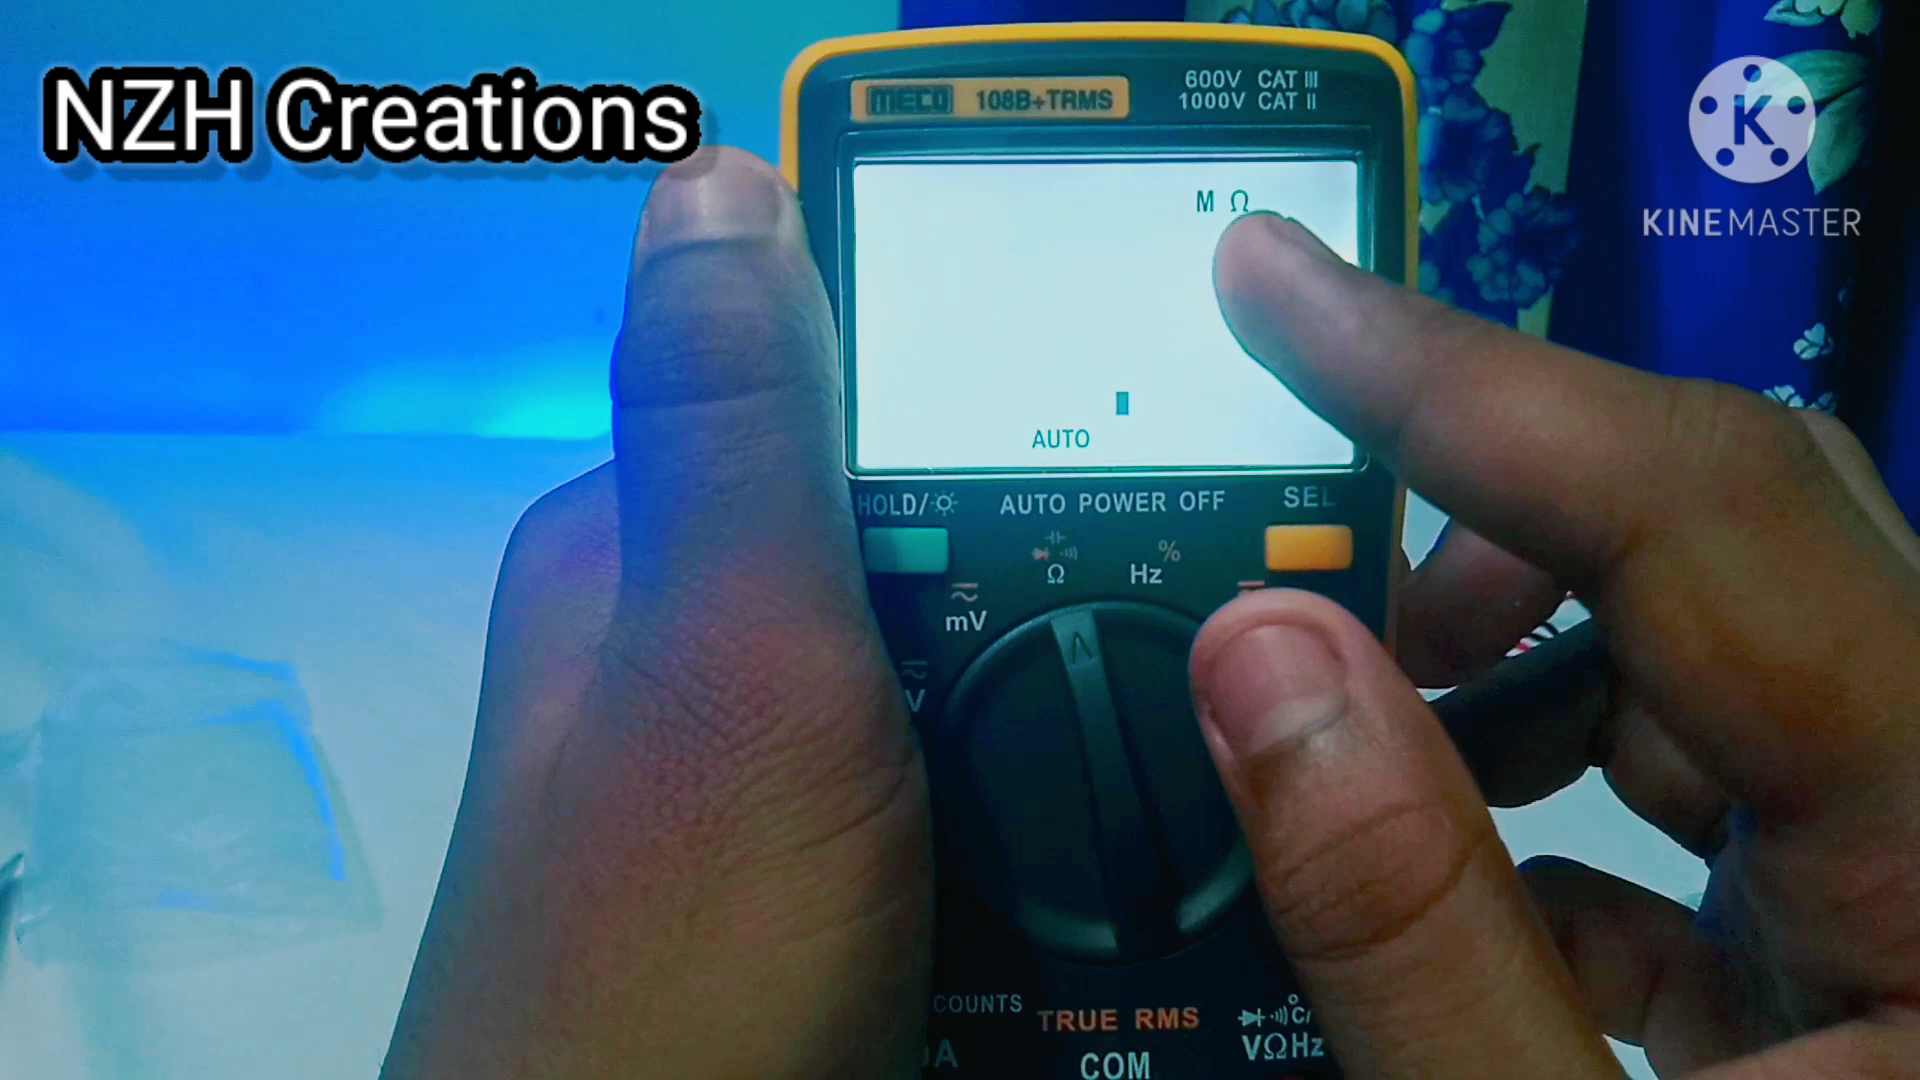 NZH Creations
MECO 108B+TRMS
600V CAT III
1000V CAT II
K
KINEMASTER
M Ω
AUTO
HOLD/
AUTO POWER OFF
SEL
%
Ω
Hz
mV
V
COUNTS
TRUE RMS
°C/
A
COM
VΩHz